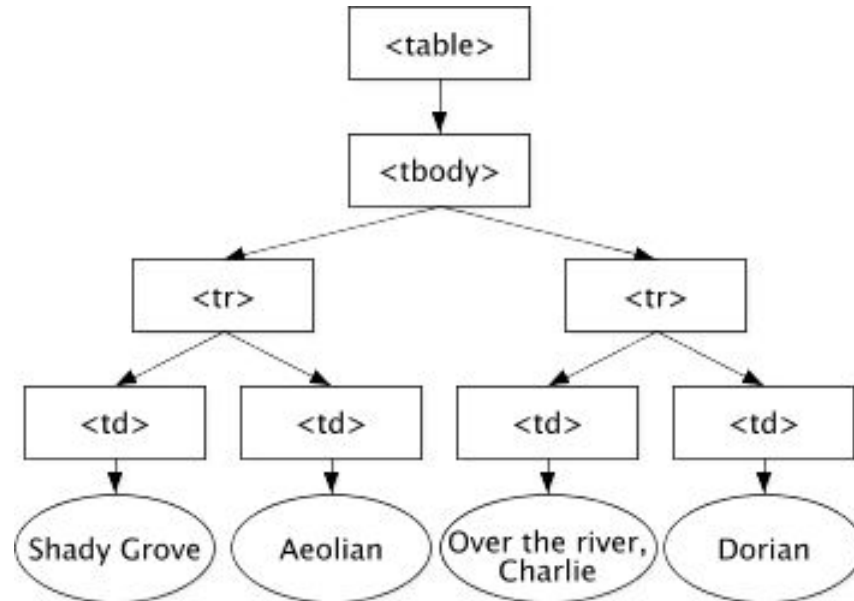 <table>
<tbody>
<tr> <tr>
<td> <td> <td> <td>
Shady Grove Aeolian Over the river, Dorian
Charlie